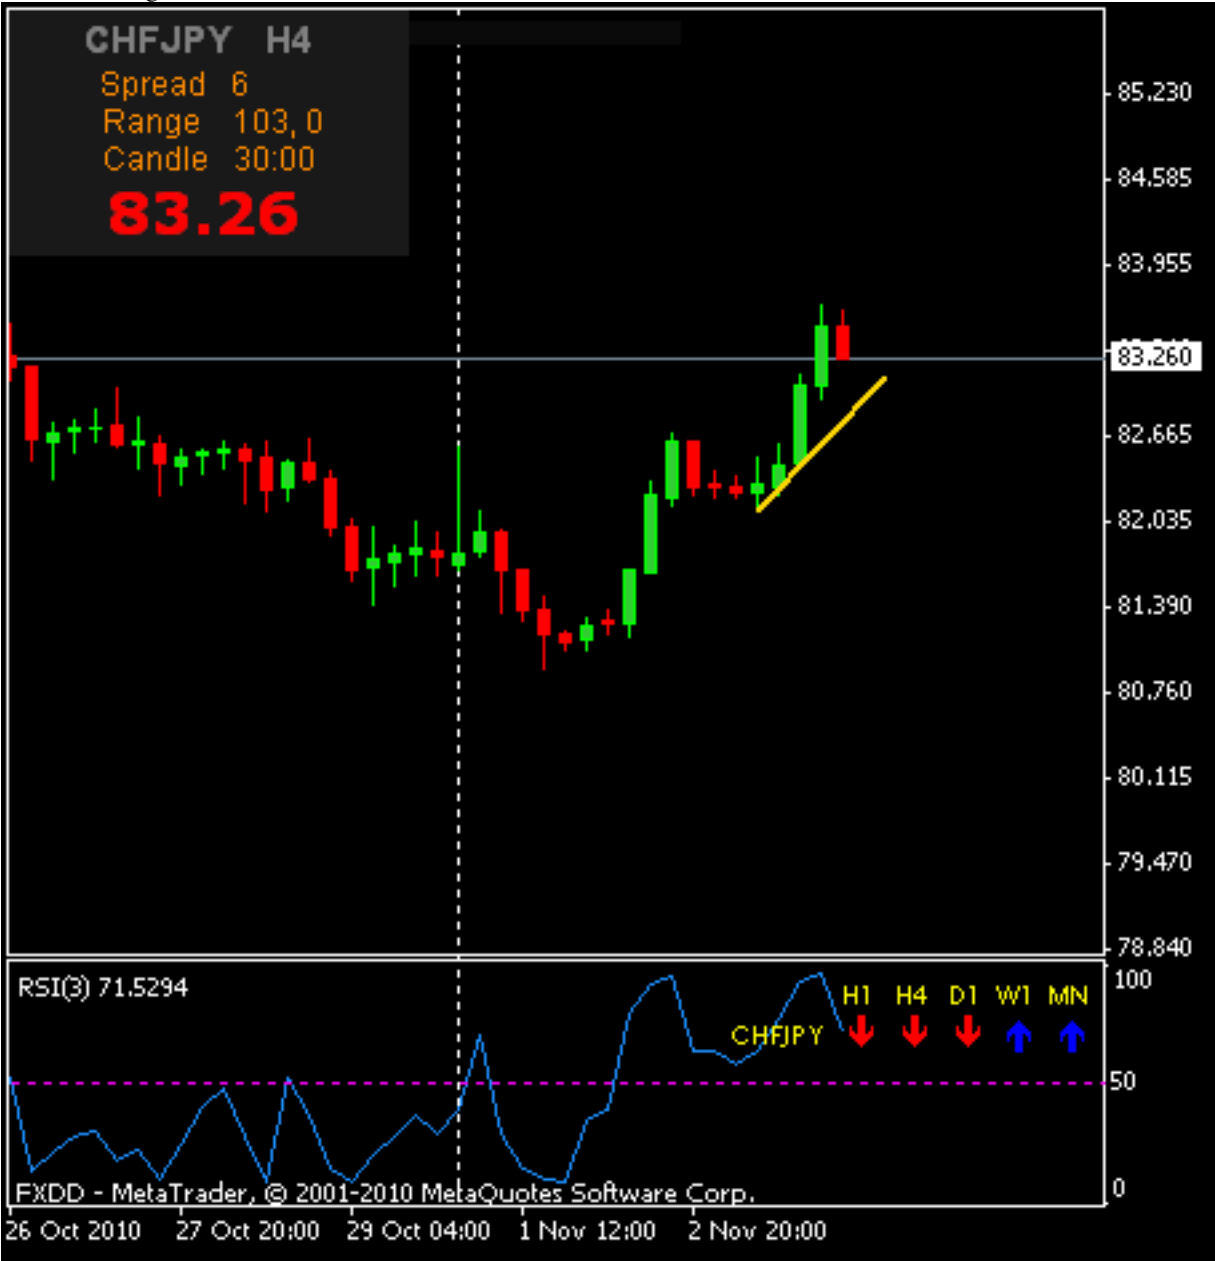 CHFJPY H4
Spread 6
Range 103, 0
Candle 30:00
83.26
85.230
84.585
83.955
83.260
82.665
82.035
81.390
80.760
80.115
79.470
78.840
RSI(3) 71.5294
100
H1 H4 D1 W1 MN
CHFJPY
50
0
FXDD - MetaTrader, © 2001-2010 MetaQuotes Software Corp.
26 Oct 2010 27 Oct 20:00 29 Oct 04:00 1 Nov 12:00 2 Nov 20:00